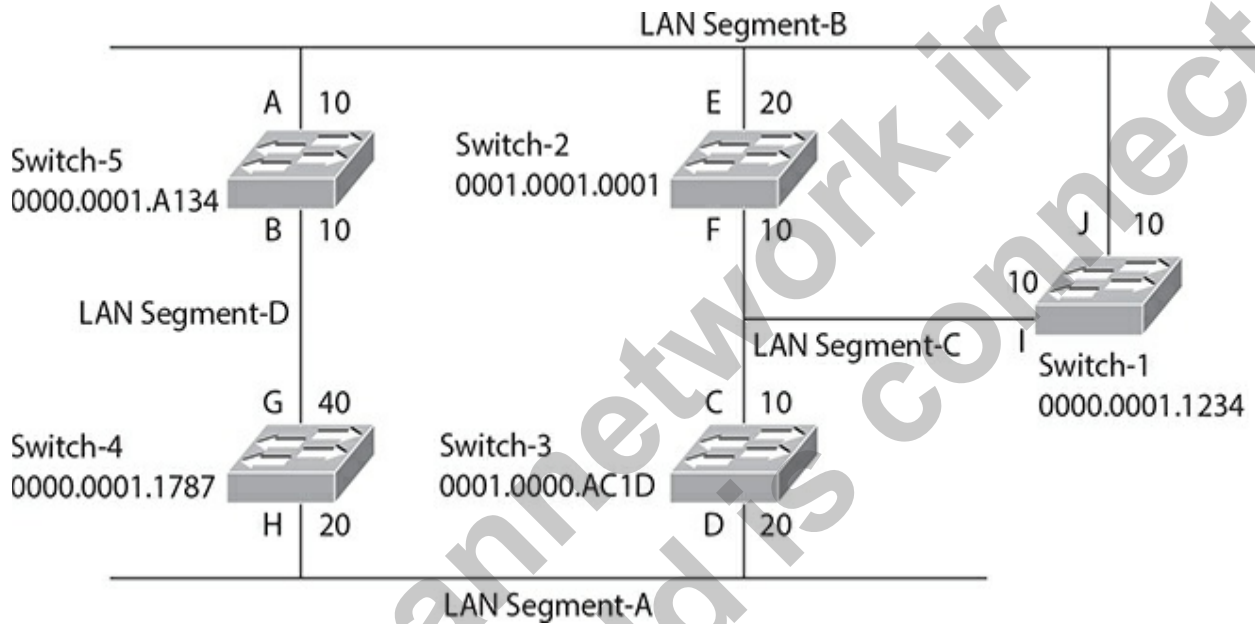 LAN Segment-B
A 10
E 20
Switch-5
0000.0001.A134
Switch-2
0001.0001.0001
B 10
F 10
J 10
10
I
LAN Segment-D
LAN Segment-C
Switch-1
0000.0001.1234
G 40
C 10
Switch-4
0000.0001.1787
Switch-3
0001.0000.AC1D
H 20
D 20
LAN Segment-A